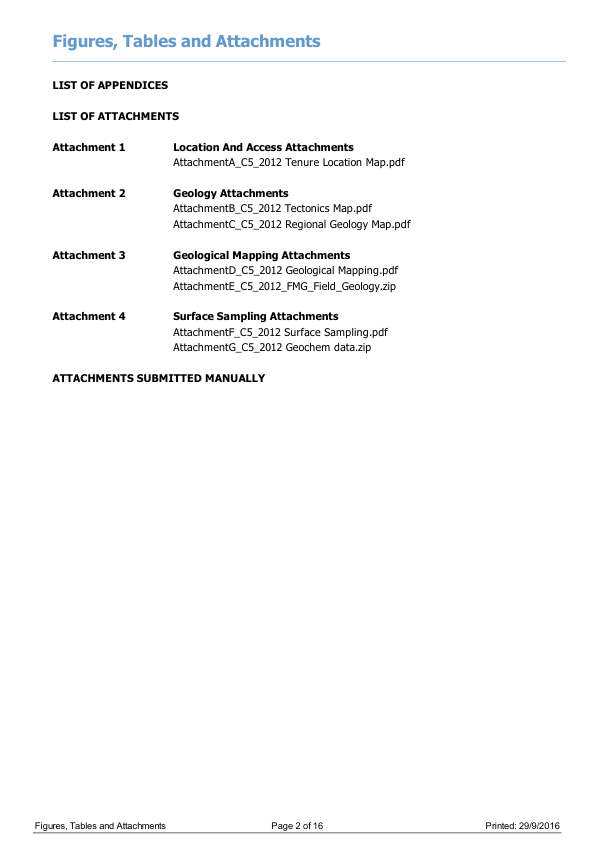 Figures, Tables and Attachments
LIST OF APPENDICES
LIST OF ATTACHMENTS
Attachment 1 Location And Access Attachments
AttachmentA_C5_2012 Tenure Location Map.pdf
Attachment 2 Geology Attachments
AttachmentB_C5_2012 Tectonics Map.pdf
AttachmentC_C5_2012 Regional Geology Map.pdf
Attachment 3 Geological Mapping Attachments
AttachmentD_C5_2012 Geological Mapping.pdf
AttachmentE_C5_2012_FMG_Field_Geology.zip
Attachment 4 Surface Sampling Attachments
AttachmentF_C5_2012 Surface Sampling.pdf
AttachmentG_C5_2012 Geochem data.zip
ATTACHMENTS SUBMITTED MANUALLY
Figures, Tables and Attachments Page 2 of 16 Printed: 29/9/2016